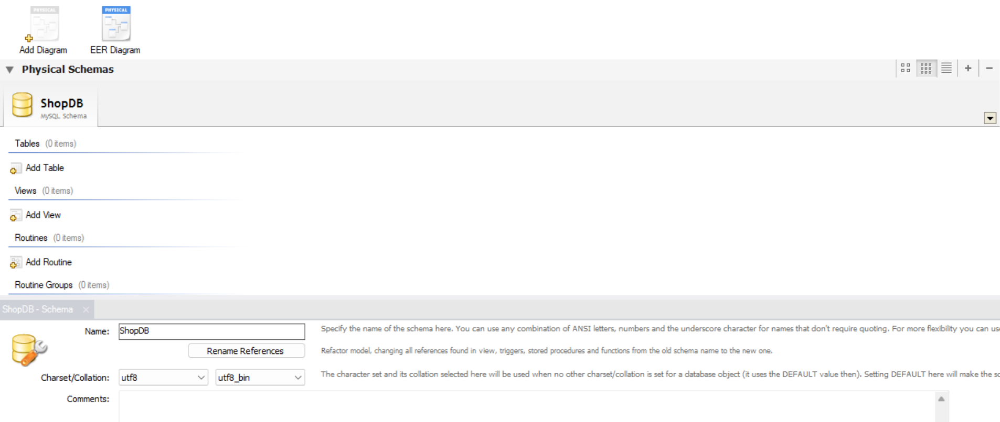 PHYSICAL PHYSICAL
Add Diagram EER Diagram
Physical Schemas
ShopDB
MySQL Schema
Tables (0 items)
Add Table
Views (0 items)
Add View
Routines (0 items)
Add Routine
Routine Groups (0 items)
ShopDB - Schema
Name: ShopDB Specify the name of the schema here. You can use any combination of ANSI letters, numbers and the underscore character for names that don't require quoting. For more flexibility you can use
Rename References Refactor model, changing all references found in view, triggers, stored procedures and functions from the old schema name to the new one.
Charset/Collation: utf8 utf8_bin The character set and its collation selected here will be used when no other charset/collation is set for a database object (it uses the DEFAULT value then). Setting DEFAULT here will make the
Comments: